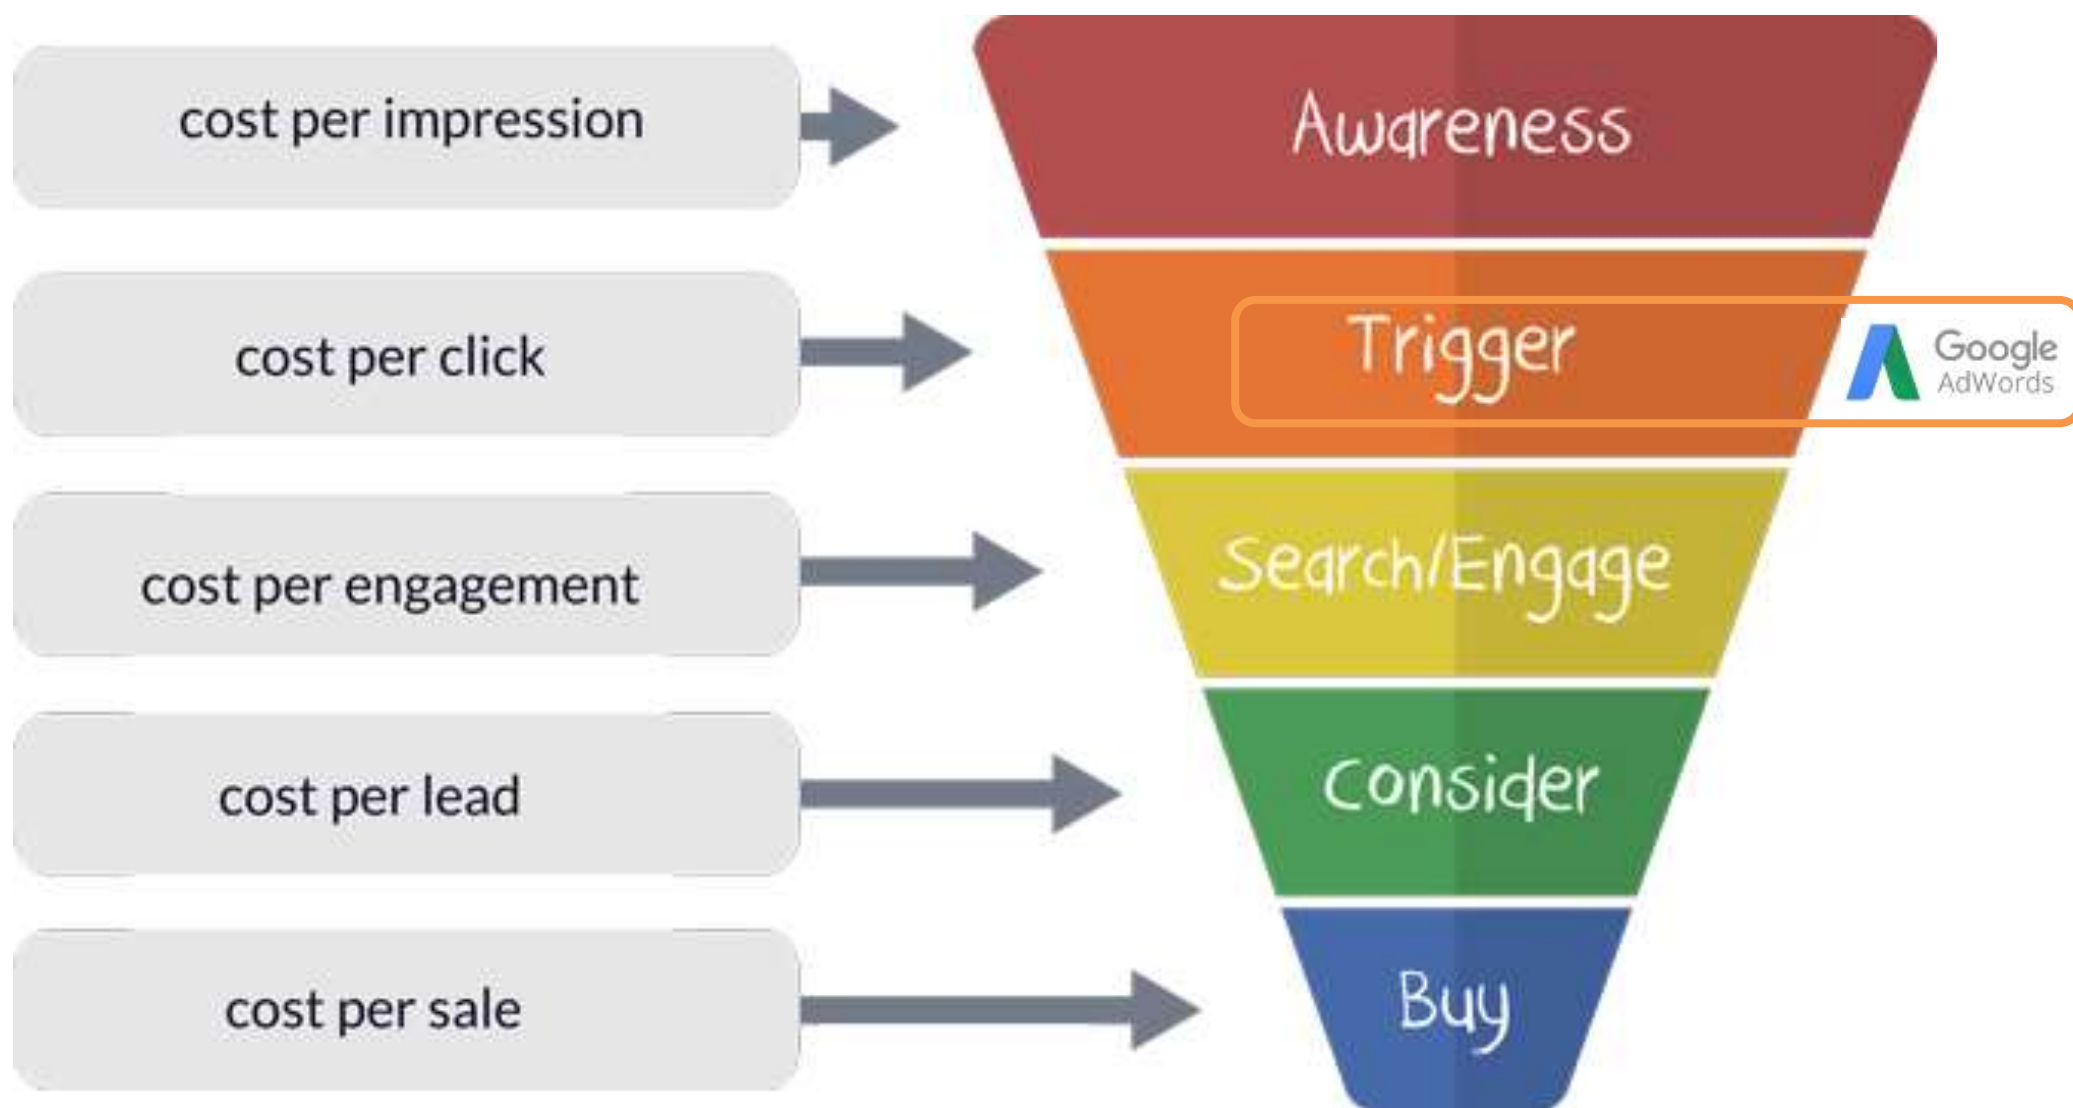 cost per impression
Awareness
cost per click
Trigger
Google
AdWords
cost per engagement
Search/Engage
cost per lead
Consider
cost per sale
Buy